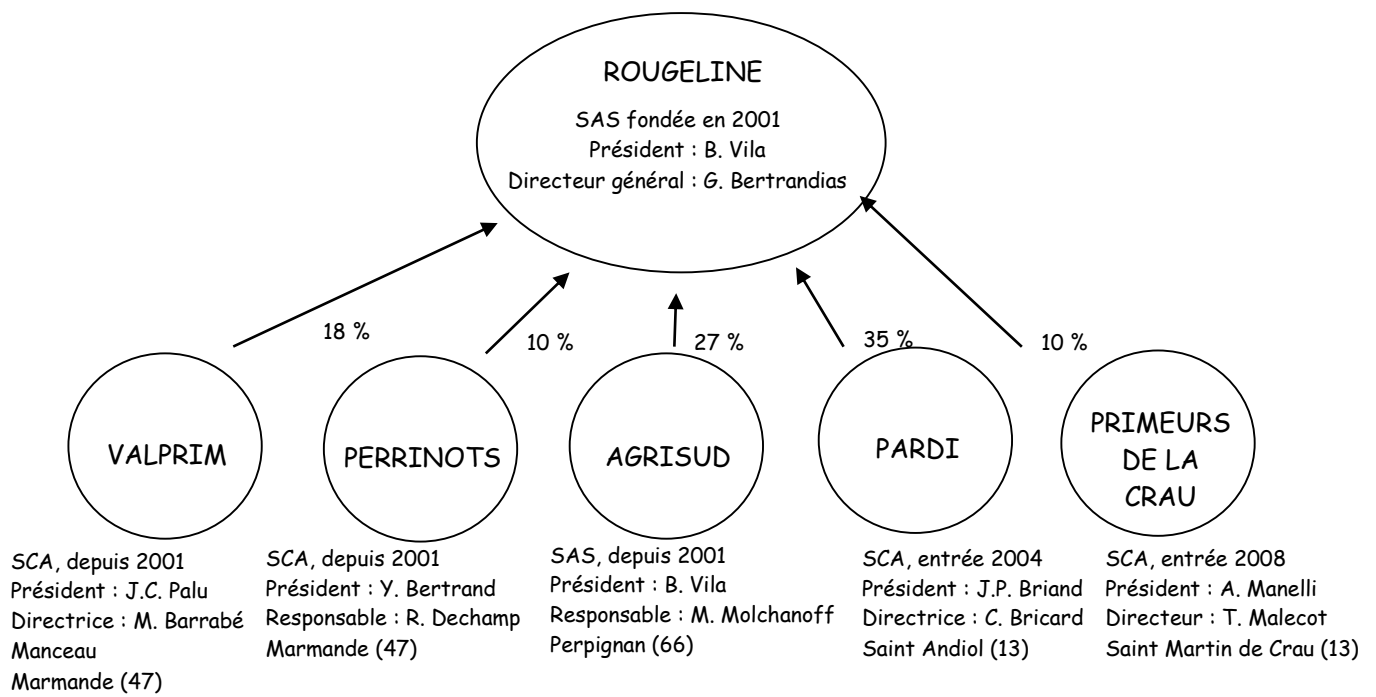 ROUGELINE
SAS fondée en 2001
Président : B. Vila
Directeur général : G. Bertrandias
18 %
10 %
27 %
35 %
10 %
VALPRIM
PERRINOTS
AGRISUD
PARDI
PRIMEURS
DE LA
CRAU
SCA, depuis 2001
Président : J.C. Palu
Directrice : M. Barrabé
Manceau
Marmande (47)
SCA, depuis 2001
Président : Y. Bertrand
Responsable : R. Dechamp
Marmande (47)
SAS, depuis 2001
Président : B. Vila
Responsable : M. Molchanoff
Perpignan (66)
SCA, entrée 2004
Président : J.P. Briand
Directrice : C. Bricard
Saint Andiol (13)
SCA, entrée 2008
Président : A. Manelli
Directeur : T. Malecot
Saint Martin de Crau (13)